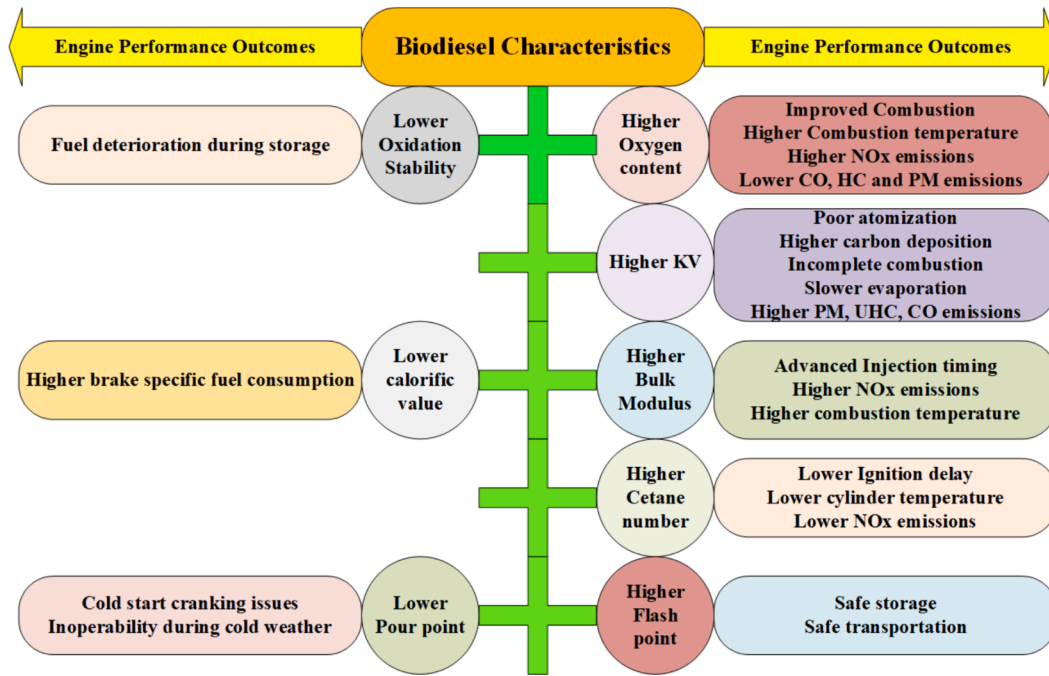 Engine Performance Outcomes
Biodiesel Characteristics
Engine Performance Outcomes
Fuel deterioration during storage
Lower
Oxidation
Stability
Higher
Oxygen
content
Improved Combustion
Higher Combustion temperature
Higher NOx emissions
Lower CO, HC and PM emissions
Higher KV
Poor atomization
Higher carbon deposition
Incomplete combustion
Slower evaporation
Higher PM, UHC, CO emissions
Higher brake specific fuel consumption
Lower
calorific
value
Higher
Bulk
Modulus
Advanced Injection timing
Higher NOx emissions
Higher combustion temperature
Higher
Cetane
number
Lower Ignition delay
Lower cylinder temperature
Lower NOx emissions
Cold start cranking issues
Inoperability during cold weather
Lower
Pour point
Higher
Flash
point
Safe storage
Safe transportation